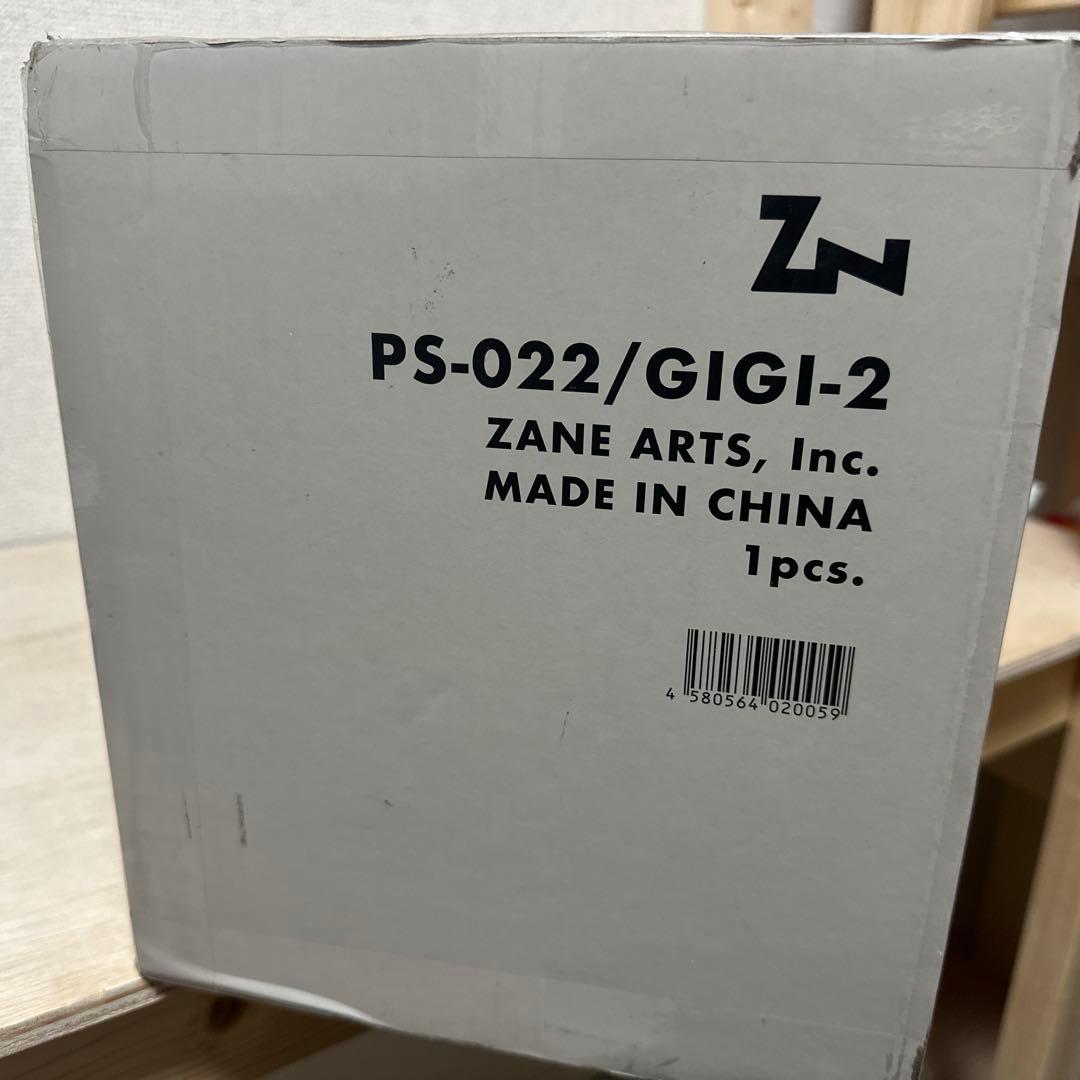 ZN
PS-022/GIGI-2
ZANE ARTS, Inc.
MADE IN CHINA
1pcs.
4 580564 020059